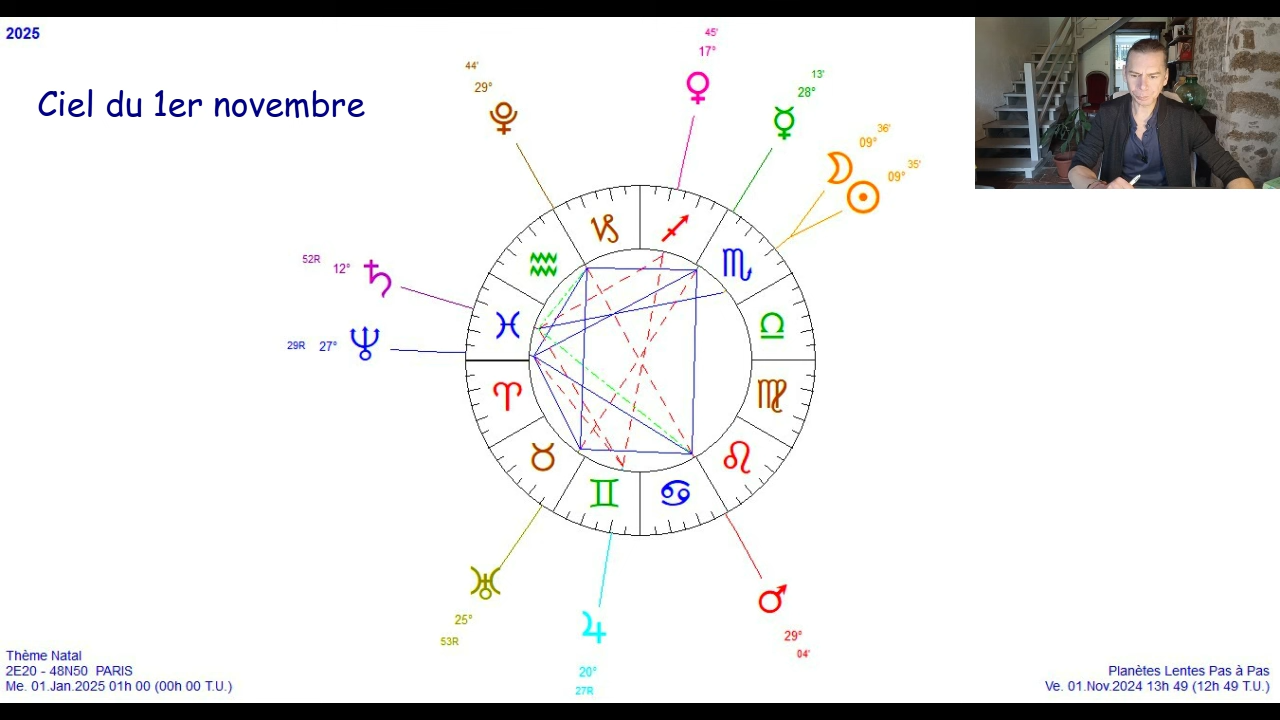 2025
Ciel du 1er novembre
45'
17°
44'
29°
13'
28°
36'
09°
35'
09°
52R
12°
29R
27°
25°
53R
20°
27R
29°
04'
Thème Natal
2E20 - 48N50 PARIS
Me. 01.Jan.2025 01h 00 (00h 00 T.U.)
Planètes Lentes Pas à Pas
Ve. 01.Nov.2024 13h 49 (12h 49 T.U.)